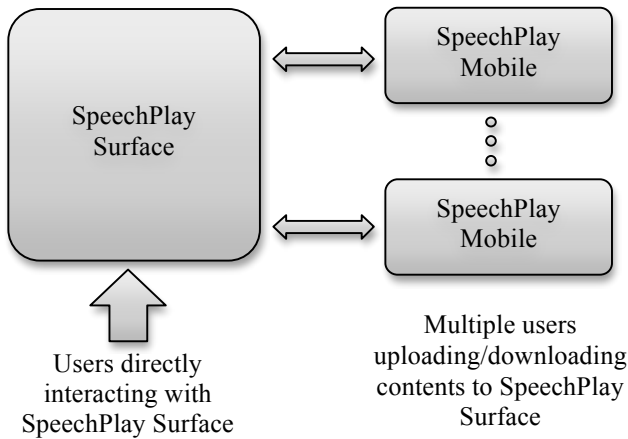 SpeechPlay
Surface
SpeechPlay
Mobile
SpeechPlay
Mobile
Users directly
interacting with
SpeechPlay Surface
Multiple users
uploading/downloading
contents to SpeechPlay
Surface